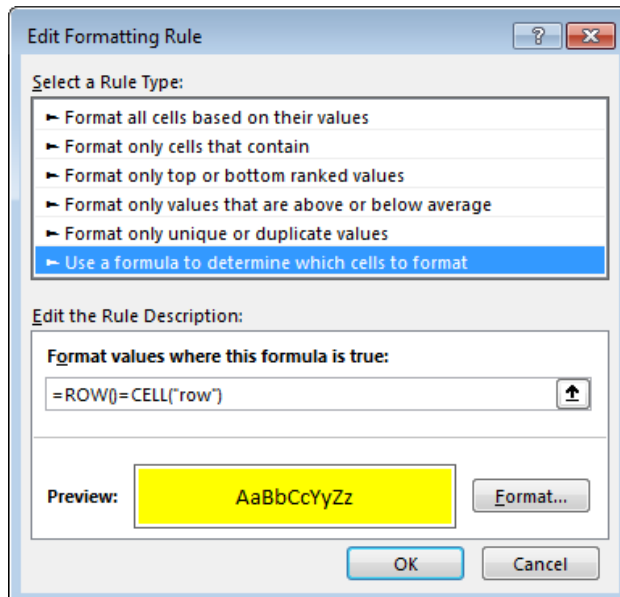 Edit Formatting Rule
Select a Rule Type:
► Format all cells based on their values
► Format only cells that contain
► Format only top or bottom ranked values
► Format only values that are above or below average
► Format only unique or duplicate values
► Use a formula to determine which cells to format
Edit the Rule Description:
Format values where this formula is true:
=ROW()=CELL("row")
Preview: AaBbCcYyZz Format...
OK Cancel